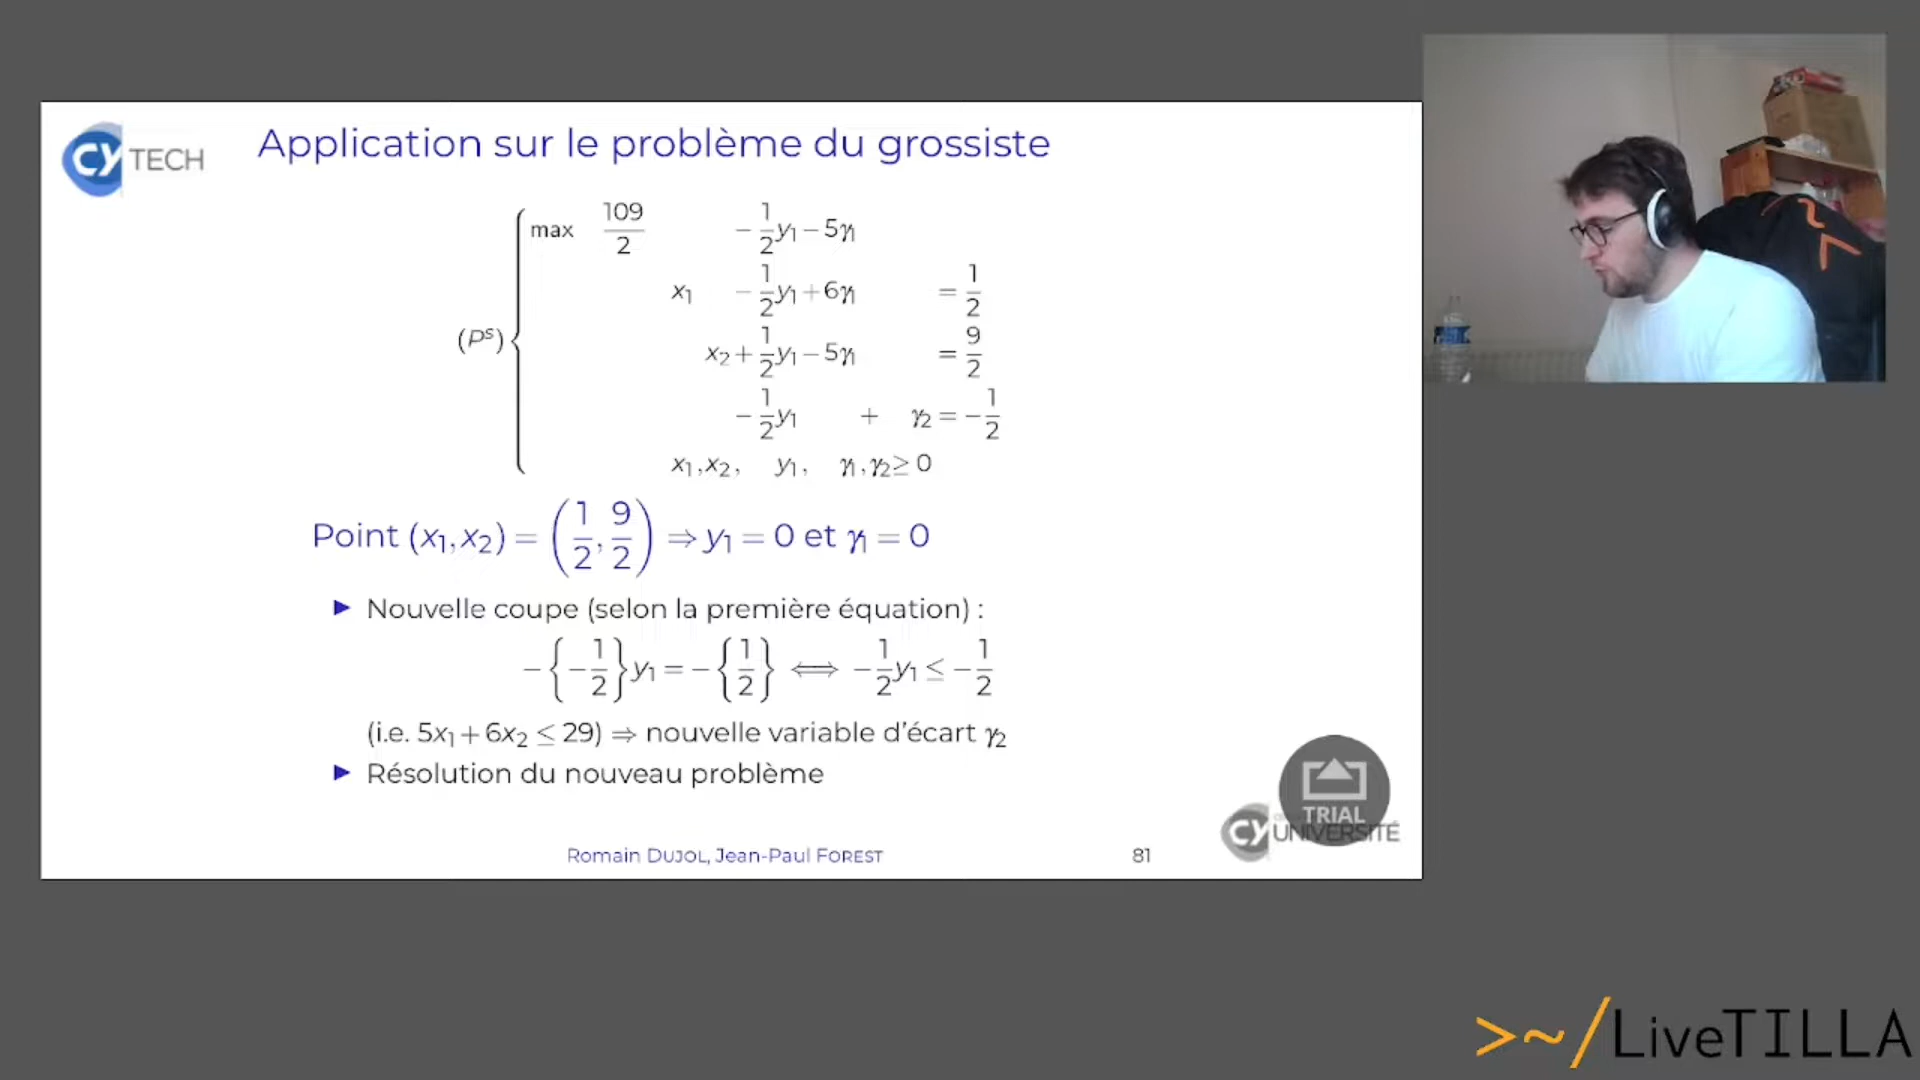 CY TECH
Application sur le problème du grossiste
(Pˢ) { max 109/2 − 1/2 y₁ − 5γ₁
x₁ − 1/2 y₁ + 6γ₁ = 1/2
x₂ + 1/2 y₁ − 5γ₁ = 9/2
− 1/2 y₁ + γ₂ = − 1/2
x₁, x₂, y₁, γ₁, γ₂ ≥ 0
Point (x₁, x₂) = (1/2, 9/2) ⇒ y₁ = 0 et γ₁ = 0
▶ Nouvelle coupe (selon la première équation) :
−{−1/2} y₁ = −{1/2} ⟺ −1/2 y₁ ≤ −1/2
(i.e. 5x₁ + 6x₂ ≤ 29) ⇒ nouvelle variable d'écart γ₂
▶ Résolution du nouveau problème
TRIAL
CY UNIVERSITÉ
Romain DUJOL, Jean-Paul FOREST
81
>~/LiveTILLA